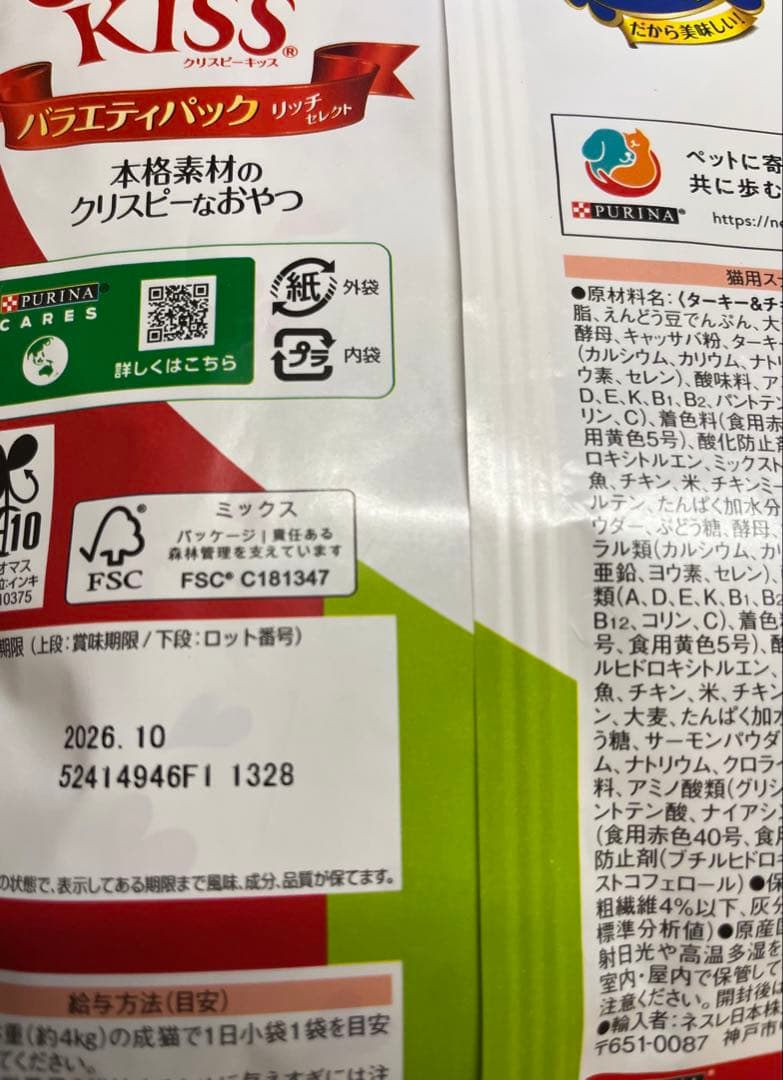 KISS®
クリスピーキッス
バラエティパック リッチ セレクト
本格素材の
クリスピーなおやつ
PURINA
CARES
詳しくはこちら
紙 外袋
プラ 内袋
10
オマス
インキ
10375
FSC®
ミックス
パッケージ|責任ある
森林管理を支えています
FSC® C181347
期限 (上段:賞味期限/下段:ロット番号)
2026.10
52414946F1 1328
の状態で、表示してある期限まで風味、成分、品質が保てます。
給与方法(目安)
重(約4kg)の成猫で1日小袋1袋を目安
てください。
だから美味しい!
ペットに寄
共に歩む
PURINA®
https://ne
猫用ス
●原材料名:〈ターキー&チ
脂、えんどう豆でんぷん、大
酵母、キャッサバ粉、ターキ
(カルシウム、カリウム、ナト
ウ素、セレン)、酸味料、ア
D、E、K、B1、B2、パントテン
リン、C)、着色料(食用赤
用黄色5号)、酸化防止剤
ロキシトルエン、ミックスト
魚、チキン、米、チキンミー
ルテン、たんぱく加水分
ウダー、ぶどう糖、酵母、
ラル類(カルシウム、カ
亜鉛、ヨウ素、セレン)、
類(A、D、E、K、B1、B2
B12、コリン、C)、着色
号、食用黄色5号)、酸
ルヒドロキシトルエン、
魚、チキン、米、チキン
ン、大麦、たんぱく加水
う糖、サーモンパウダ
ム、ナトリウム、クロライ
料、アミノ酸類(グリシ
ントテン酸、ナイアシ
(食用赤色40号、食用
防止剤(ブチルヒドロキ
ストコフェロール) ●保
粗繊維4%以下、灰分
標準分析値) ●原産国
射日光や高温多湿を
室内・屋内で保管して
注意ください。開封後は
●輸入者:ネスレ日本株
〒651-0087 神戸市